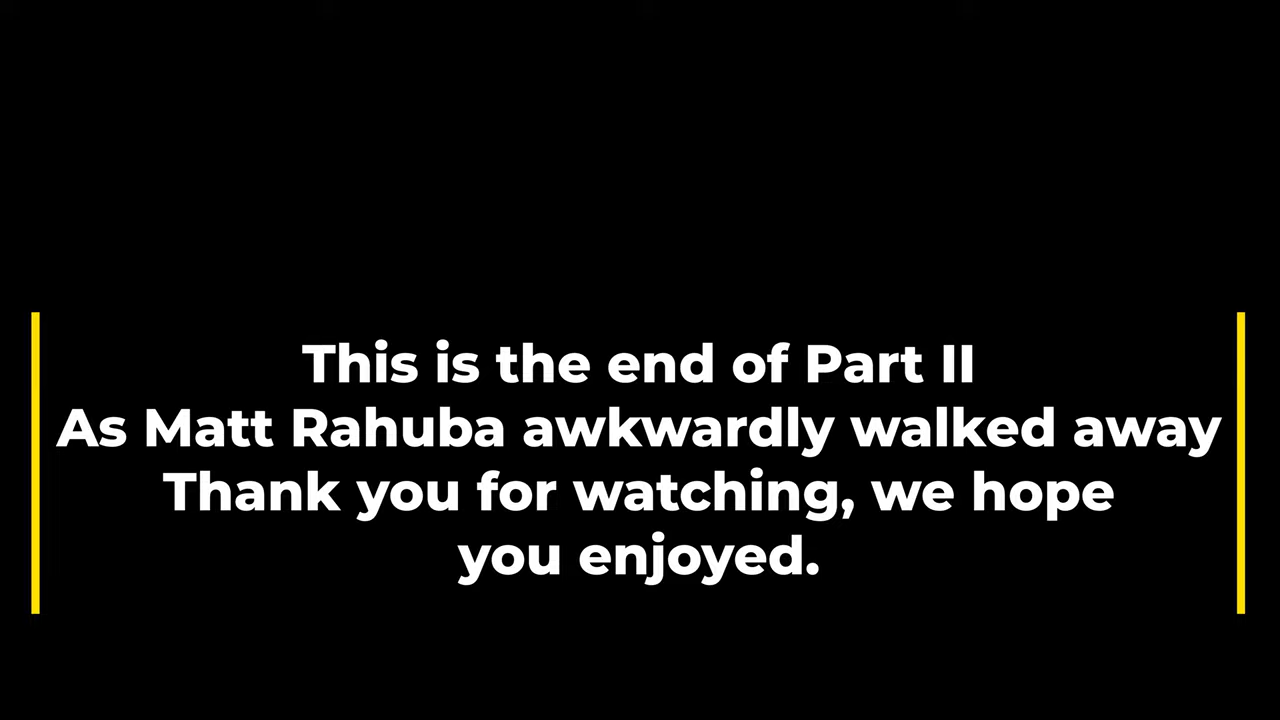 This is the end of Part II
As Matt Rahuba awkwardly walked away
Thank you for watching, we hope
you enjoyed.